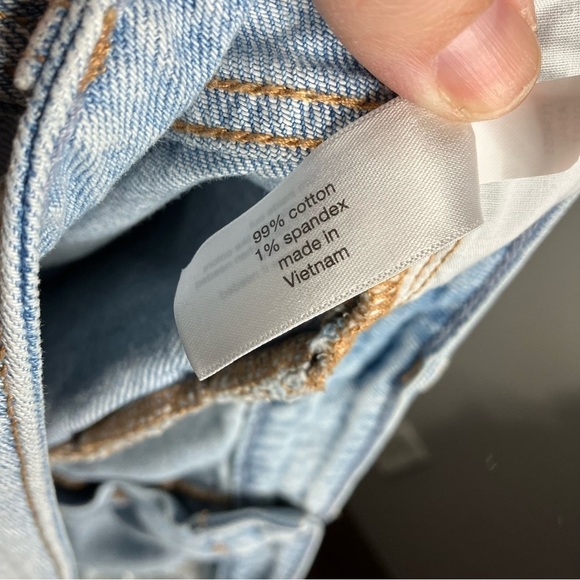 99% cotton
1% spandex
made in
Vietnam